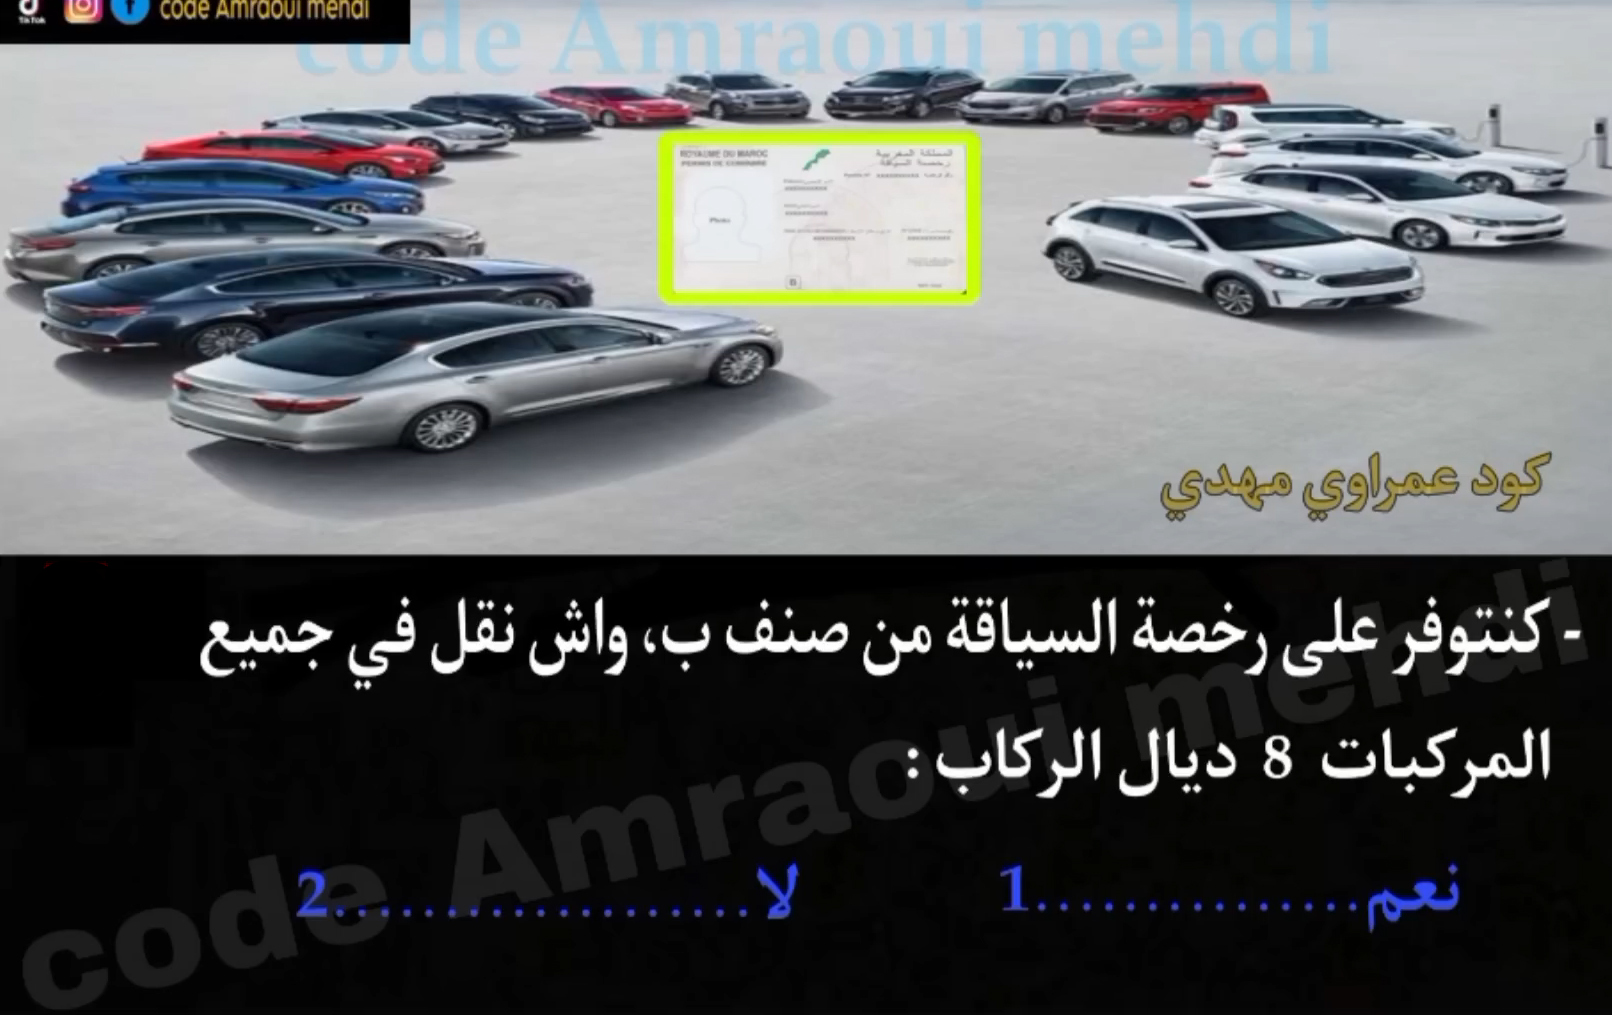 code Amraoui mehdi
TikTok
code Amraoui mehdi
ROYAUME DU MAROC
PERMIS DE CONDUIRE
المملكة المغربية
رخصة السياقة
Photo
B
كود عمراوي مهدي
- كنتوفر على رخصة السياقة من صنف ب، واش نقل في جميع
المركبات 8 ديال الركاب :
نعم...............1
لا...................2
code Amraoui mehdi